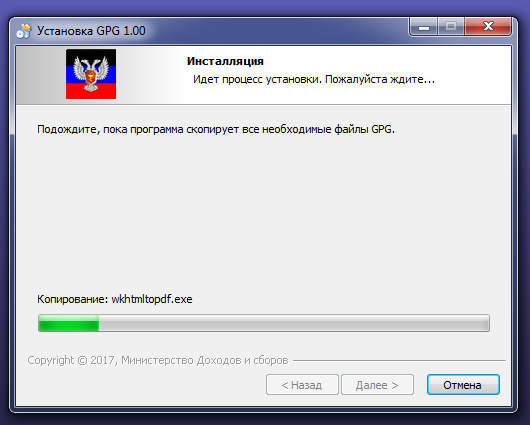 Установка GPG 1.00
Инсталляция
Идет процесс установки. Пожалуйста ждите...
Подождите, пока программа скопирует все необходимые файлы GPG.
Копирование: wkhtmltopdf.exe
Copyright © 2017, Министерство Доходов и сборов
< Назад
Далее >
Отмена